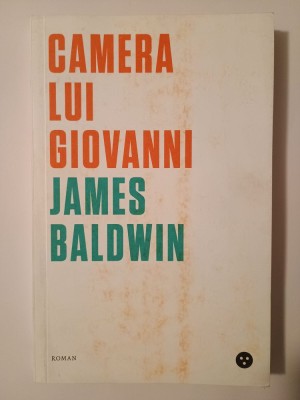 CAMERA
LUI
GIOVANNI
JAMES
BALDWIN
ROMAN